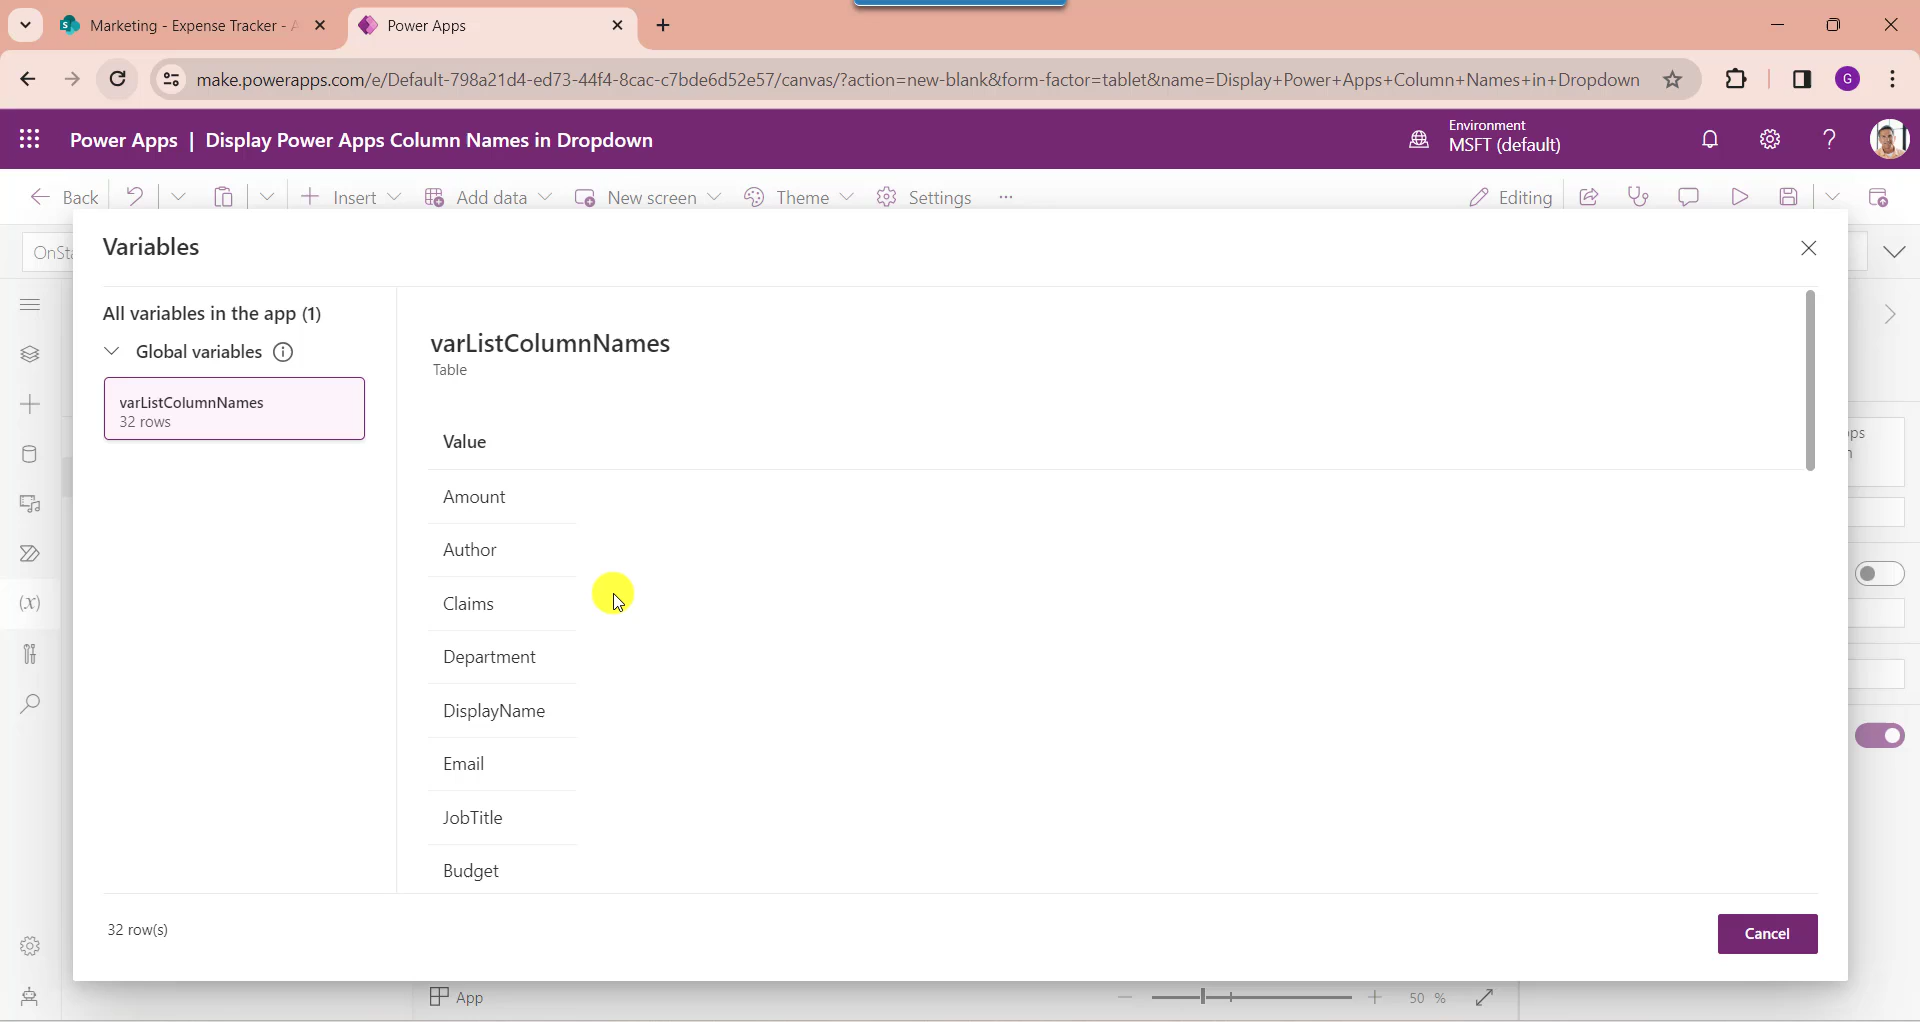 Marketing - Expense Tracker - A
Power Apps
make.powerapps.com/e/Default-798a21d4-ed73-44f4-8cac-c7bde6d52e57/canvas/?action=new-blank&form-factor=tablet&name=Display+Power+Apps+Column+Names+in+Dropdown
G
Power Apps | Display Power Apps Column Names in Dropdown
Environment
MSFT (default)
Back
Insert
Add data
New screen
Theme
Settings
Editing
OnSta
Variables
All variables in the app (1)
Global variables
varListColumnNames
32 rows
varListColumnNames
Table
Value
Amount
Author
Claims
Department
DisplayName
Email
JobTitle
Budget
32 row(s)
Cancel
App
50 %